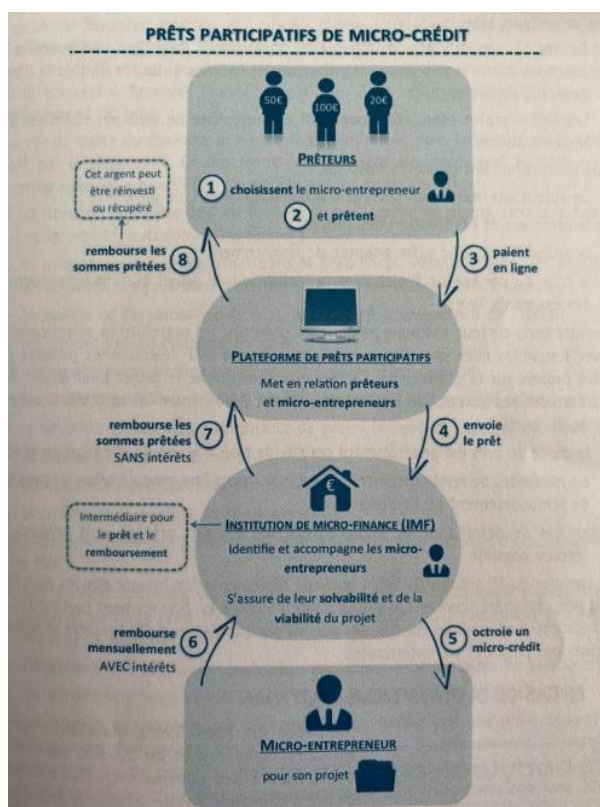 PRÊTS PARTICIPATIFS DE MICRO-CRÉDIT
50€
100€
20€
PRÊTEURS
1 choisissent le micro-entrepreneur
2 et prêtent
Cet argent peut
être réinvesti
ou récupéré
rembourse les
sommes prêtées
8
3
paient
en ligne
PLATEFORME DE PRÊTS PARTICIPATIFS
Met en relation prêteurs
et micro-entrepreneurs
rembourse les
sommes prêtées
SANS intérêts
7
4
envoie
le prêt
€
Intermédiaire pour
le prêt et le
remboursement
INSTITUTION DE MICRO-FINANCE (IMF)
Identifie et accompagne les micro-
entrepreneurs
S'assure de leur solvabilité et de la
viabilité du projet
rembourse
mensuellement
AVEC intérêts
6
5
octroie un
micro-crédit
MICRO-ENTREPRENEUR
pour son projet